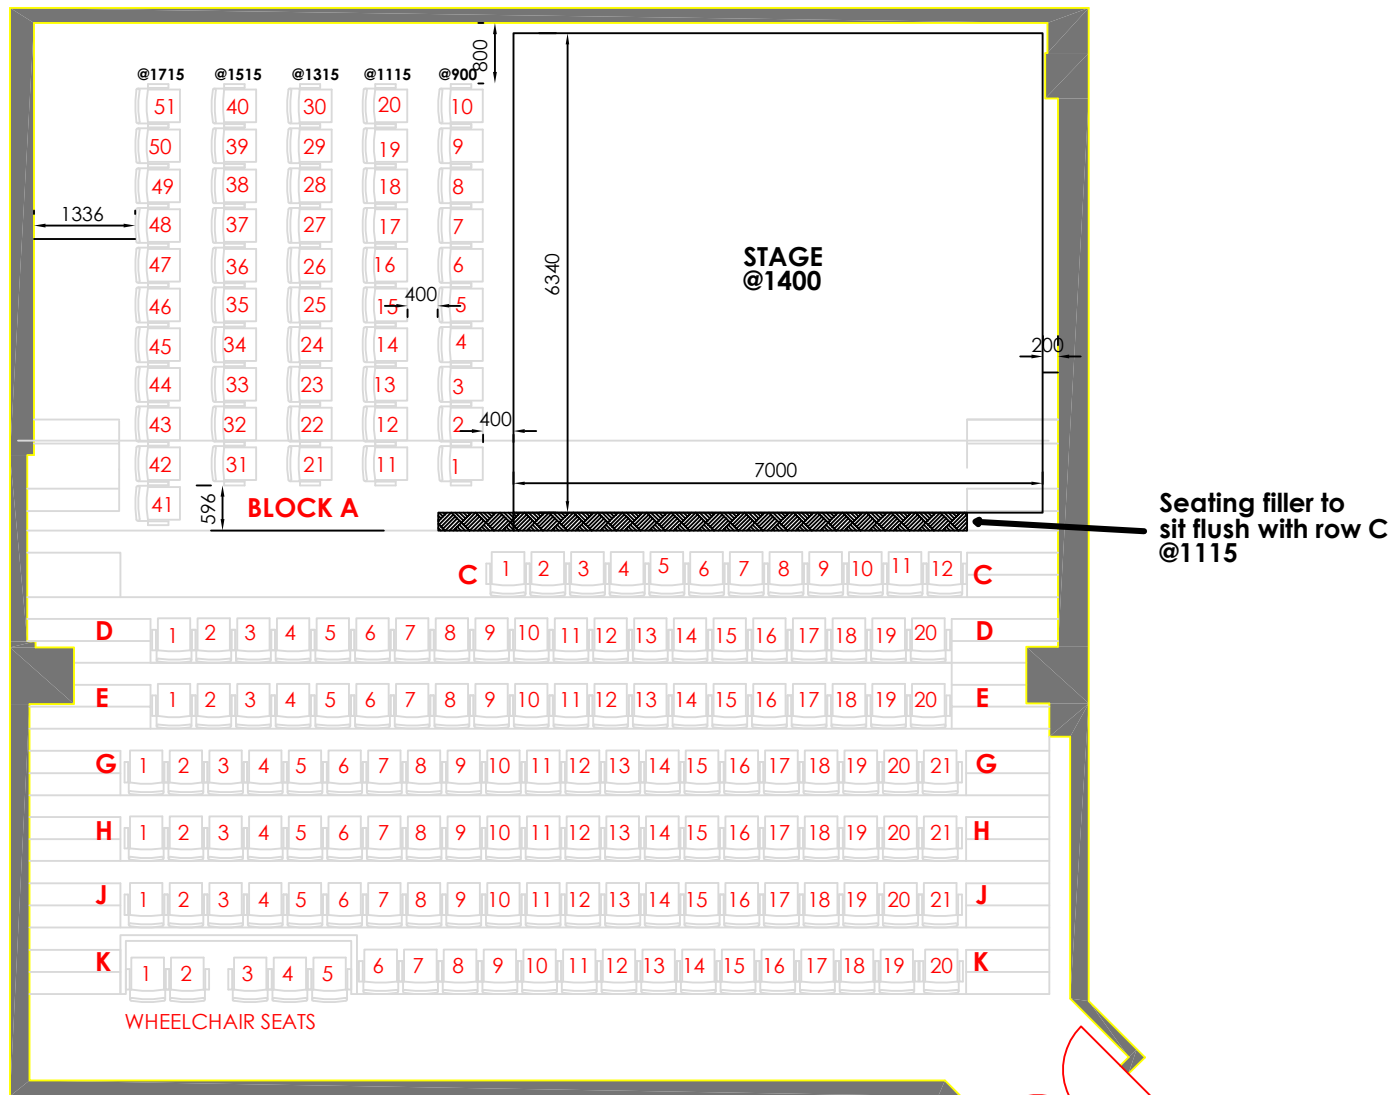 800
@1715 @1515 @1315 @1115 @900
51 40 30 20 10
50 39 29 19 9
49 38 28 18 8
1336
48 37 27 17 7
47 36 26 16 6
STAGE
@1400
6340
400
46 35 25 15 5
45 34 24 14 4
200
44 33 23 13 3
43 32 22 12 2
400
42 31 21 11 1
7000
41
596
BLOCK A
Seating filler to
sit flush with row C
@1115
C 1 2 3 4 5 6 7 8 9 10 11 12 C
D 1 2 3 4 5 6 7 8 9 10 11 12 13 14 15 16 17 18 19 20 D
E 1 2 3 4 5 6 7 8 9 10 11 12 13 14 15 16 17 18 19 20 E
G 1 2 3 4 5 6 7 8 9 10 11 12 13 14 15 16 17 18 19 20 21 G
H 1 2 3 4 5 6 7 8 9 10 11 12 13 14 15 16 17 18 19 20 21 H
J 1 2 3 4 5 6 7 8 9 10 11 12 13 14 15 16 17 18 19 20 21 J
K 1 2 3 4 5 6 7 8 9 10 11 12 13 14 15 16 17 18 19 20 K
WHEELCHAIR SEATS